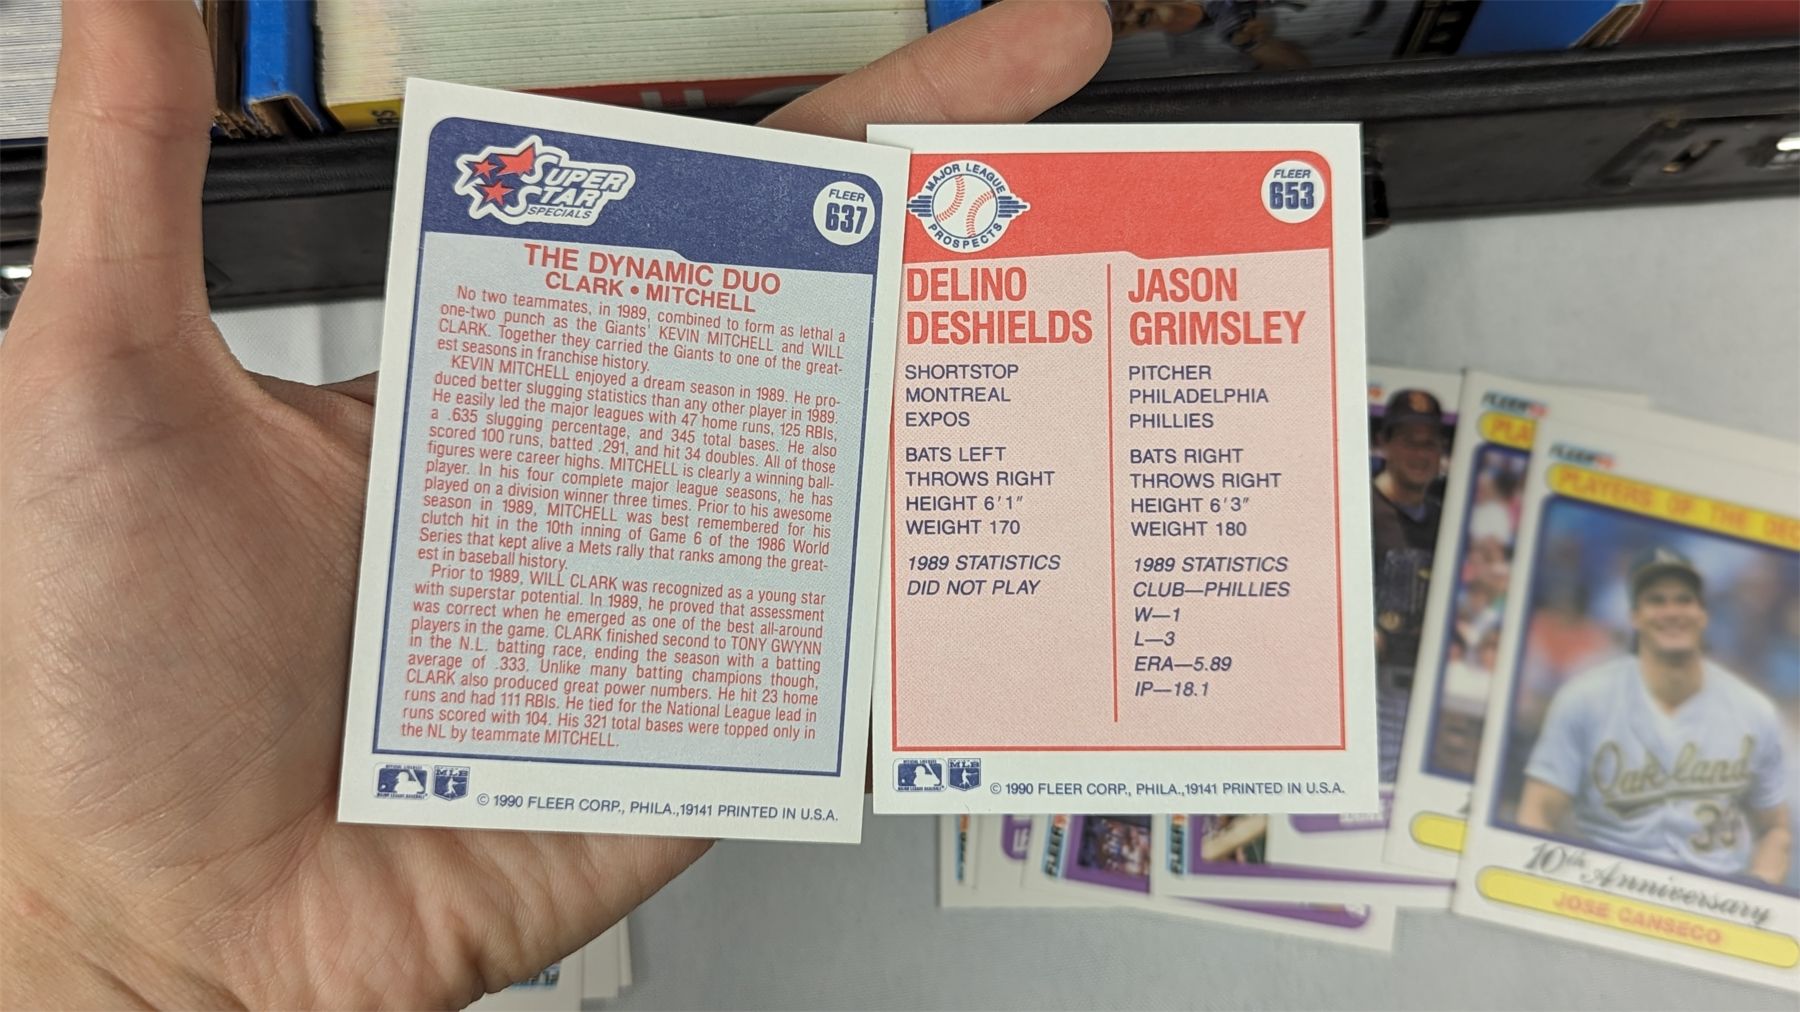 SUPER
STAR
SPECIALS
FLEER
637
THE DYNAMIC DUO
CLARK • MITCHELL
No two teammates, in 1989, combined to form as lethal a
one-two punch as the Giants' KEVIN MITCHELL and WILL
CLARK. Together they carried the Giants to one of the great-
est seasons in franchise history.
KEVIN MITCHELL enjoyed a dream season in 1989. He pro-
duced better slugging statistics than any other player in 1989.
He easily led the major leagues with 47 home runs, 125 RBIs,
a .635 slugging percentage, and 345 total bases. He also
scored 100 runs, batted .291, and hit 34 doubles. All of those
figures were career highs. MITCHELL is clearly a winning ball-
player. In his four complete major league seasons, he has
played on a division winner three times. Prior to his awesome
season in 1989, MITCHELL was best remembered for his
clutch hit in the 10th inning of Game 6 of the 1986 World
Series that kept alive a Mets rally that ranks among the great-
est in baseball history.
Prior to 1989, WILL CLARK was recognized as a young star
with superstar potential. In 1989, he proved that assessment
was correct when he emerged as one of the best all-around
players in the game. CLARK finished second to TONY GWYNN
in the N.L. batting race, ending the season with a batting
average of .333. Unlike many batting champions though,
CLARK also produced great power numbers. He hit 23 home
runs and had 111 RBIs. He tied for the National League lead in
runs scored with 104. His 321 total bases were topped only in
the NL by teammate MITCHELL.
MLB
© 1990 FLEER CORP., PHILA.,19141 PRINTED IN U.S.A.
MAJOR LEAGUE
PROSPECTS
FLEER
653
DELINO
DESHIELDS
SHORTSTOP
MONTREAL
EXPOS
BATS LEFT
THROWS RIGHT
HEIGHT 6'1"
WEIGHT 170
1989 STATISTICS
DID NOT PLAY
JASON
GRIMSLEY
PITCHER
PHILADELPHIA
PHILLIES
BATS RIGHT
THROWS RIGHT
HEIGHT 6'3"
WEIGHT 180
1989 STATISTICS
CLUB—PHILLIES
W—1
L—3
ERA—5.89
IP—18.1
MLB
© 1990 FLEER CORP., PHILA.,19141 PRINTED IN U.S.A.
FLEER
PLA
FLEER
PLAYERS OF THE DEC
Oakland
10th Anniversary
JOSE CANSECO
FLEER
FLEER